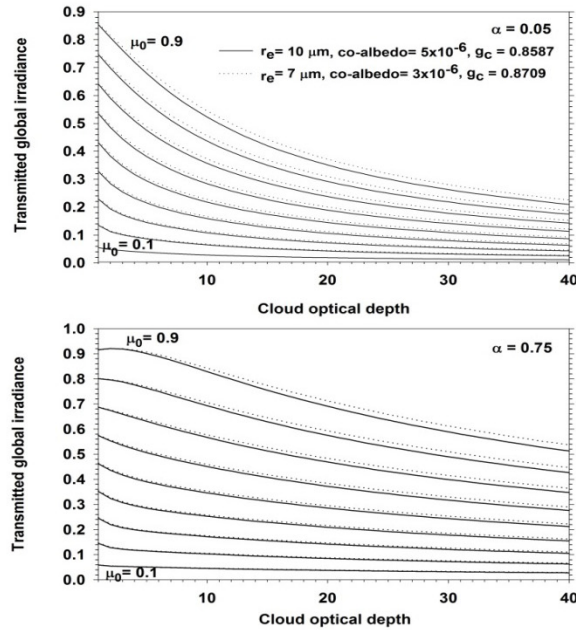 0.9
μ₀= 0.9
α = 0.05
0.8
rₑ= 10 μm, co-albedo= 5x10⁻⁶, g꜀ = 0.8587
0.7
rₑ= 7 μm, co-albedo= 3x10⁻⁶, g꜀ = 0.8709
0.6
0.5
0.4
0.3
0.2
0.1
μ₀= 0.1
0.0
Transmitted global irradiance
10 20 30 40
Cloud optical depth
1.0
μ₀= 0.9
α = 0.75
0.9
0.8
0.7
0.6
0.5
0.4
0.3
0.2
0.1
μ₀= 0.1
0.0
Transmitted global irradiance
10 20 30 40
Cloud optical depth